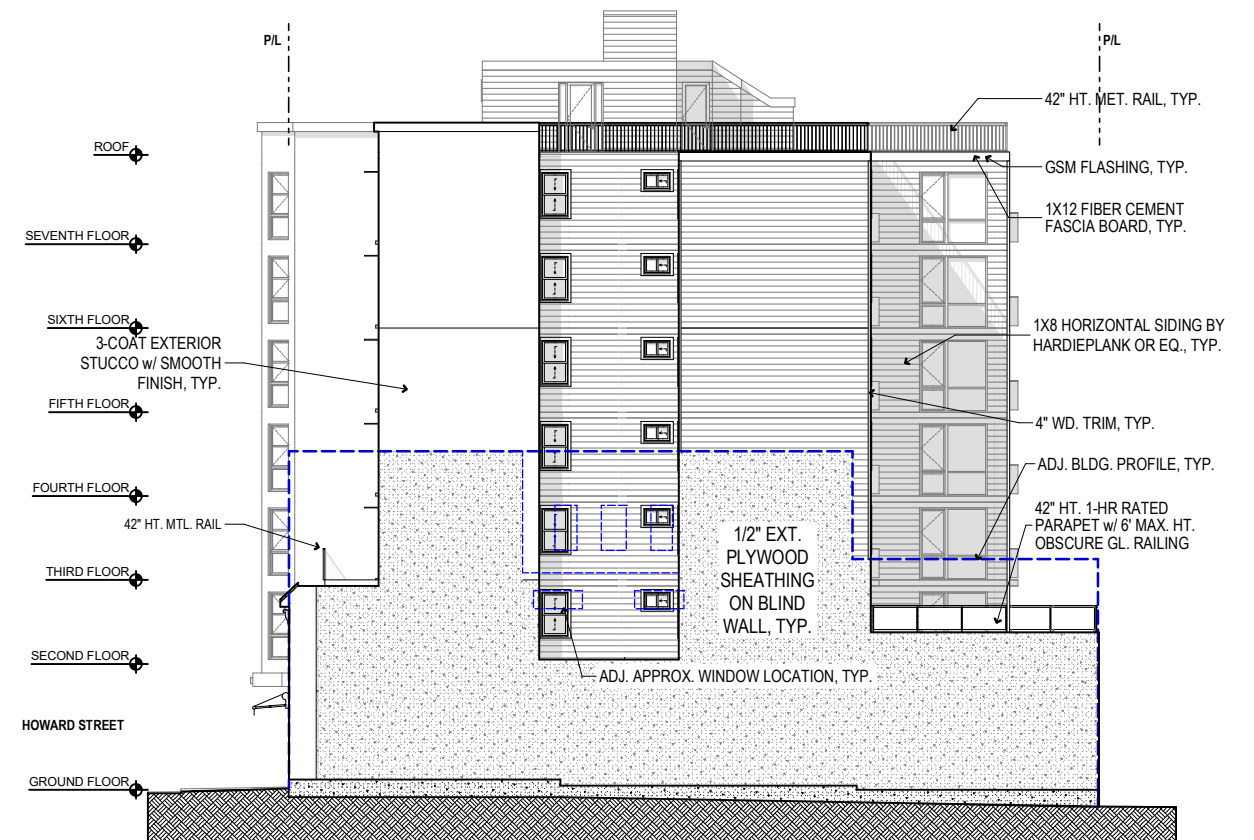 P/L
P/L
42" HT. MET. RAIL, TYP.
ROOF
GSM FLASHING, TYP.
1X12 FIBER CEMENT
FASCIA BOARD, TYP.
SEVENTH FLOOR
SIXTH FLOOR
3-COAT EXTERIOR
STUCCO w/ SMOOTH
FINISH, TYP.
1X8 HORIZONTAL SIDING BY
HARDIEPLANK OR EQ., TYP.
FIFTH FLOOR
4" WD. TRIM, TYP.
ADJ. BLDG. PROFILE, TYP.
FOURTH FLOOR
42" HT. MTL. RAIL
42" HT. 1-HR RATED
PARAPET w/ 6' MAX. HT.
OBSCURE GL. RAILING
1/2" EXT.
PLYWOOD
SHEATHING
ON BLIND
WALL, TYP.
THIRD FLOOR
SECOND FLOOR
ADJ. APPROX. WINDOW LOCATION, TYP.
HOWARD STREET
GROUND FLOOR